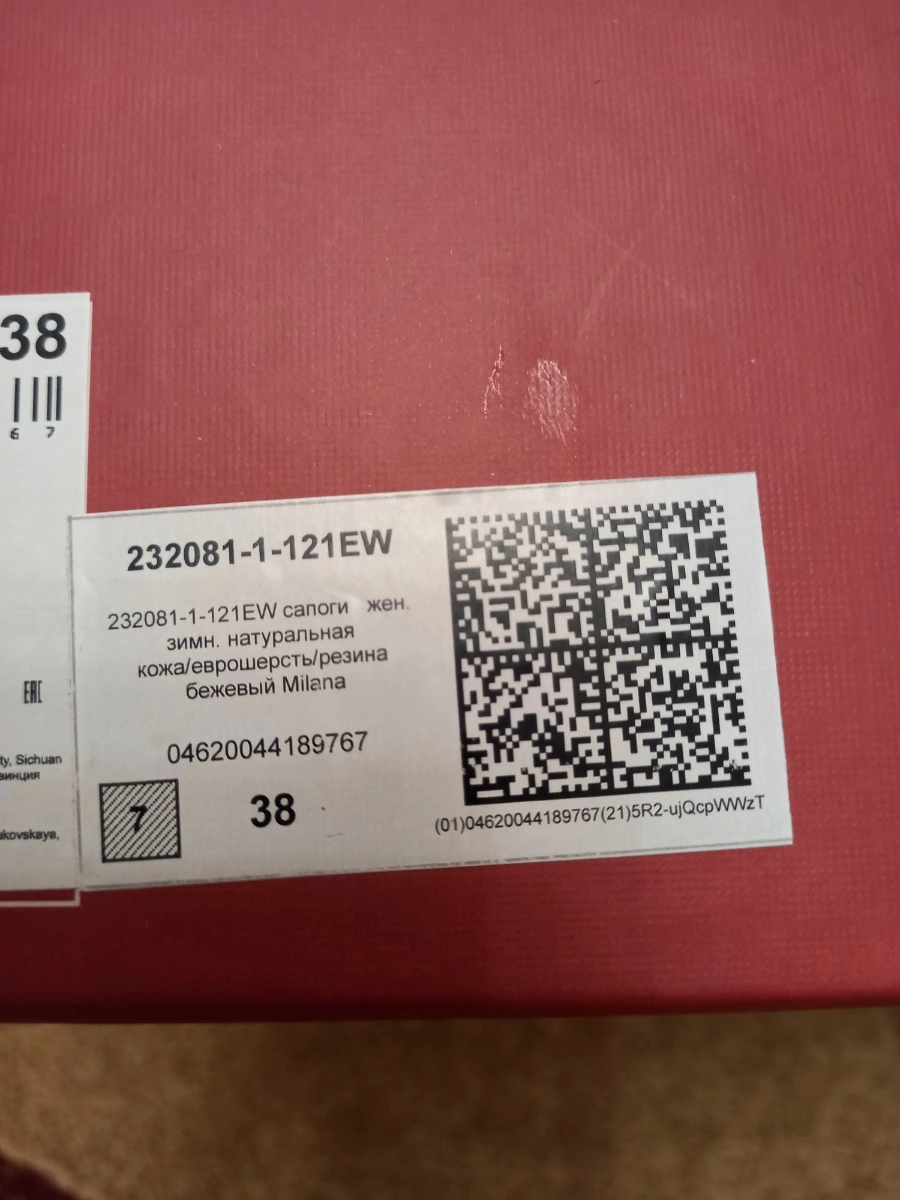 38
6 7
EAC
ty, Sichuan
винция
ukovskaya,
232081-1-121EW
232081-1-121EW сапоги жен.
зимн. натуральная
кожа/еврошерсть/резина
бежевый Milana
04620044189767
7
38
(01)04620044189767(21)5R2-ujQcpWWzT